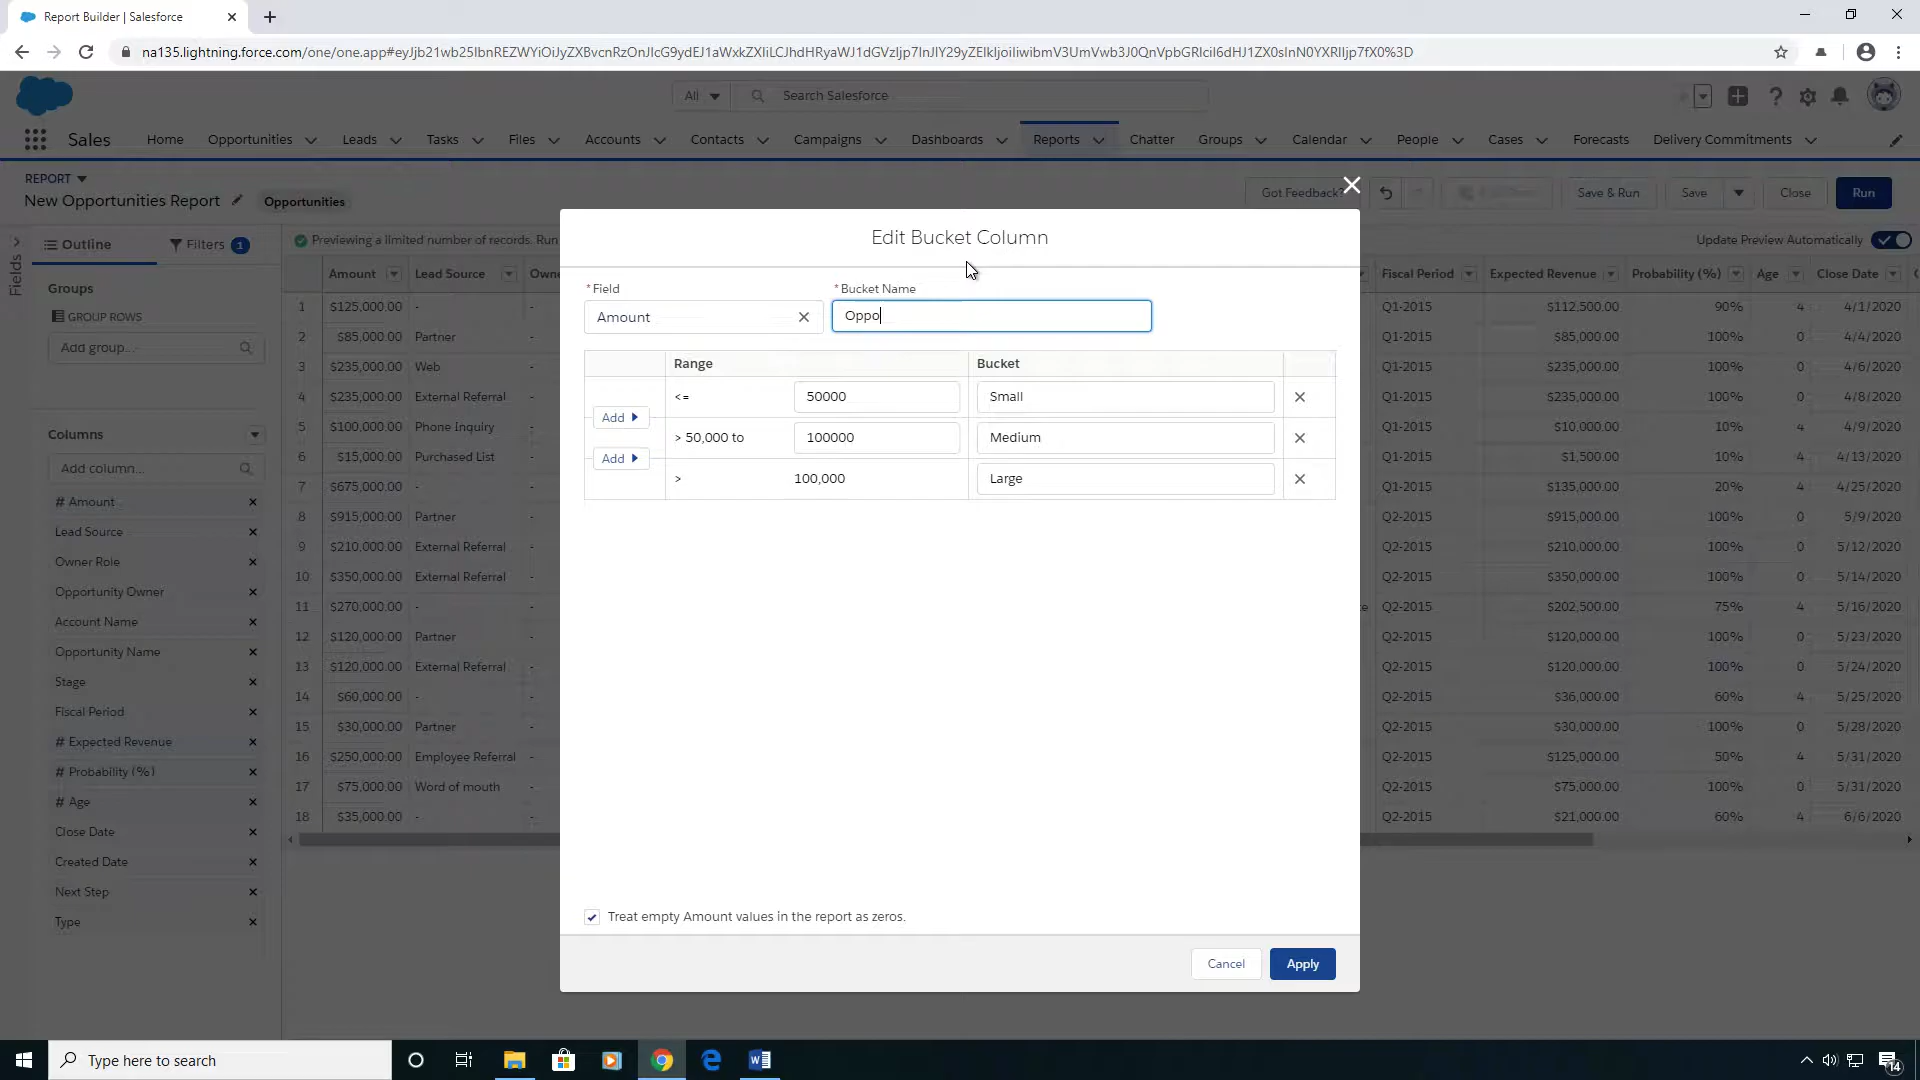 Report Builder | Salesforce
Sales
Home
Opportunities
Leads
Tasks
Files
Accounts
Contacts
Campaigns
Dashboards
Reports
Chatter
Groups
Calendar
People
Cases
Forecasts
Delivery Commitments
All
Search Salesforce
REPORT
New Opportunities Report
Opportunities
Got Feedback?
Save & Run
Save
Close
Run
Fields
Outline
Filters 1
Previewing a limited number of records. Run
Update Preview Automatically
Groups
GROUP ROWS
Add group...
Columns
Add column...
# Amount
Lead Source
Owner Role
Opportunity Owner
Account Name
Opportunity Name
Stage
Fiscal Period
# Expected Revenue
# Probability (%)
# Age
Close Date
Created Date
Next Step
Type
Amount Lead Source Owne
1 $125,000.00 - -
2 $85,000.00 Partner -
3 $235,000.00 Web -
4 $235,000.00 External Referral -
5 $100,000.00 Phone Inquiry -
6 $15,000.00 Purchased List -
7 $675,000.00 - -
8 $915,000.00 Partner -
9 $210,000.00 External Referral -
10 $350,000.00 External Referral -
11 $270,000.00 - -
12 $120,000.00 Partner -
13 $120,000.00 External Referral -
14 $60,000.00 - -
15 $30,000.00 Partner -
16 $250,000.00 Employee Referral -
17 $75,000.00 Word of mouth -
18 $35,000.00 - -
Edit Bucket Column
* Field
Amount
* Bucket Name
Oppo
Range Bucket
<= 50000 Small
Add
> 50,000 to 100000 Medium
Add
> 100,000 Large
Treat empty Amount values in the report as zeros.
Cancel
Apply
Fiscal Period Expected Revenue Probability (%) Age Close Date
Q1-2015 $112,500.00 90% 4 4/1/2020
Q1-2015 $85,000.00 100% 0 4/4/2020
Q1-2015 $235,000.00 100% 0 4/6/2020
Q1-2015 $235,000.00 100% 0 4/8/2020
Q1-2015 $10,000.00 10% 4 4/9/2020
Q1-2015 $1,500.00 10% 4 4/13/2020
Q1-2015 $135,000.00 20% 4 4/25/2020
Q2-2015 $915,000.00 100% 0 5/9/2020
Q2-2015 $210,000.00 100% 0 5/12/2020
Q2-2015 $350,000.00 100% 0 5/14/2020
Q2-2015 $202,500.00 75% 4 5/16/2020
Q2-2015 $120,000.00 100% 0 5/23/2020
Q2-2015 $120,000.00 100% 0 5/24/2020
Q2-2015 $36,000.00 60% 4 5/25/2020
Q2-2015 $30,000.00 100% 0 5/28/2020
Q2-2015 $125,000.00 50% 4 5/31/2020
Q2-2015 $75,000.00 100% 0 5/31/2020
Q2-2015 $21,000.00 60% 4 6/6/2020
Type here to search
14